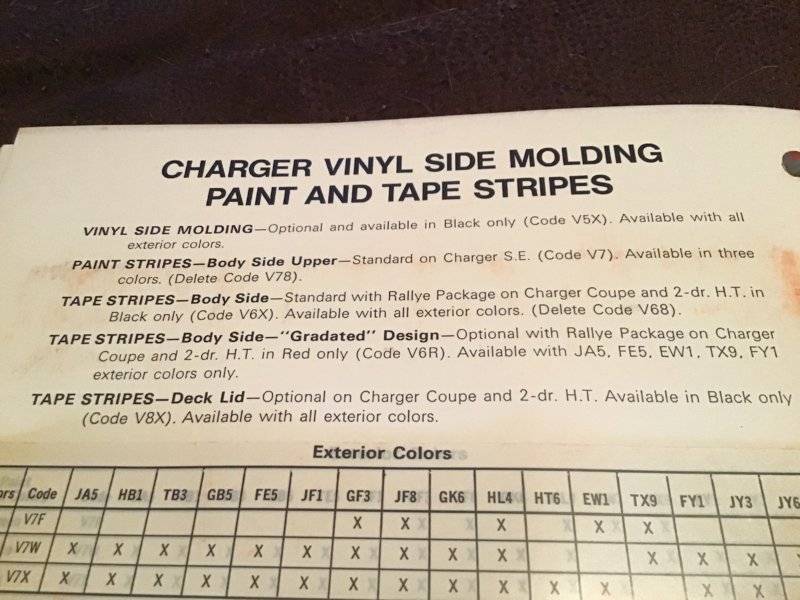 CHARGER VINYL SIDE MOLDING
PAINT AND TAPE STRIPES
VINYL SIDE MOLDING—Optional and available in Black only (Code V5X). Available with all
exterior colors.
PAINT STRIPES—Body Side Upper—Standard on Charger S.E. (Code V7). Available in three
colors. (Delete Code V78).
TAPE STRIPES—Body Side—Standard with Rallye Package on Charger Coupe and 2-dr. H.T. in
Black only (Code V6X). Available with all exterior colors. (Delete Code V68).
TAPE STRIPES—Body Side—"Gradated" Design—Optional with Rallye Package on Charger
Coupe and 2-dr. H.T. in Red only (Code V6R). Available with JA5, FE5, EW1, TX9, FY1
exterior colors only.
TAPE STRIPES—Deck Lid—Optional on Charger Coupe and 2-dr. H.T. Available in Black only
(Code V8X). Available with all exterior colors.
Exterior Colors
ors Code JA5 HB1 TB3 GB5 FE5 JF1 GF3 JF8 GK6 HL4 HT6 EW1 TX9 FY1 JY3 JY6
V7F X X X X X
V7W X X X X X X X X X X X X X
V7X X X X X X X X X X X X X X X